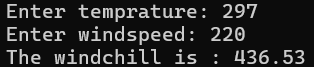 Enter temprature: 297
Enter windspeed: 220
The windchill is : 436.53